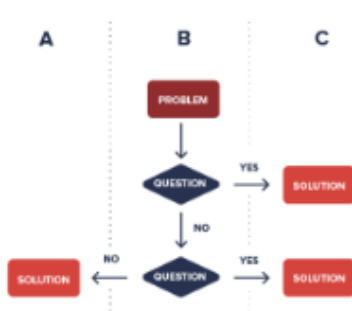 A B C
PROBLEM
YES
QUESTION SOLUTION
NO
NO YES
SOLUTION QUESTION SOLUTION